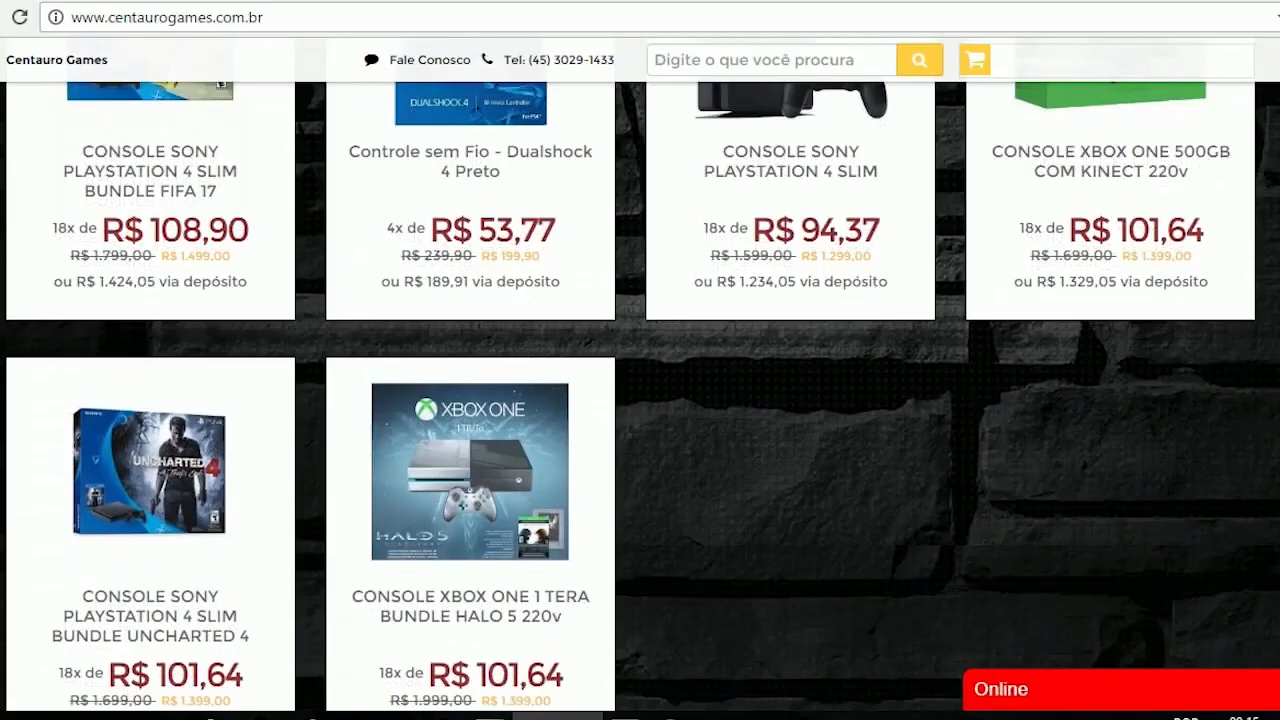 www.centaurogames.com.br
Centauro Games
Fale Conosco
Tel: (45) 3029-1433
Digite o que você procura
DUALSHOCK 4
CONSOLE SONY
PLAYSTATION 4 SLIM
BUNDLE FIFA 17
18x de R$ 108,90
R$ 1.799,00 R$ 1.499,00
ou R$ 1.424,05 via depósito
Controle sem Fio - Dualshock
4 Preto
4x de R$ 53,77
R$ 239,90 R$ 199,90
ou R$ 189,91 via depósito
CONSOLE SONY
PLAYSTATION 4 SLIM
18x de R$ 94,37
R$ 1.599,00 R$ 1.299,00
ou R$ 1.234,05 via depósito
CONSOLE XBOX ONE 500GB
COM KINECT 220v
18x de R$ 101,64
R$ 1.699,00 R$ 1.399,00
ou R$ 1.329,05 via depósito
UNCHARTED 4
CONSOLE SONY
PLAYSTATION 4 SLIM
BUNDLE UNCHARTED 4
18x de R$ 101,64
R$ 1.699,00 R$ 1.399,00
XBOX ONE
1TB/To
HALO 5
CONSOLE XBOX ONE 1 TERA
BUNDLE HALO 5 220v
18x de R$ 101,64
R$ 1.999,00 R$ 1.399,00
Online